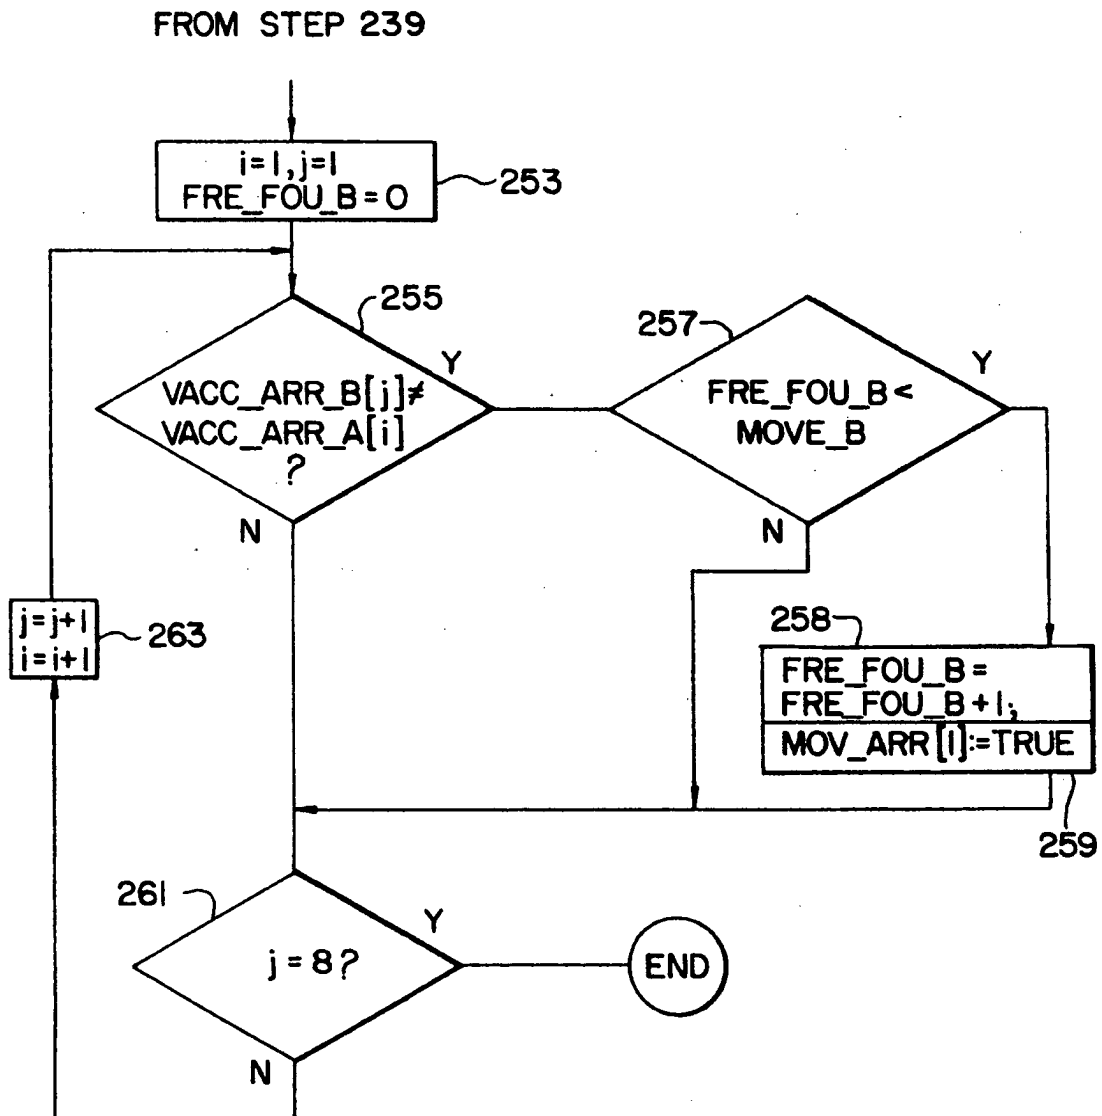 FROM STEP 239
i=1, j=1
FRE_FOU_B=0
253
255
Y
VACC_ARR_B[j]≠
VACC_ARR_A[i]
?
N
257
Y
FRE_FOU_B<
MOVE_B
N
j=j+1
i=i+1
263
258
FRE_FOU_B=
FRE_FOU_B+1;
MOV_ARR[I]:=TRUE
259
261
Y
j=8?
END
N